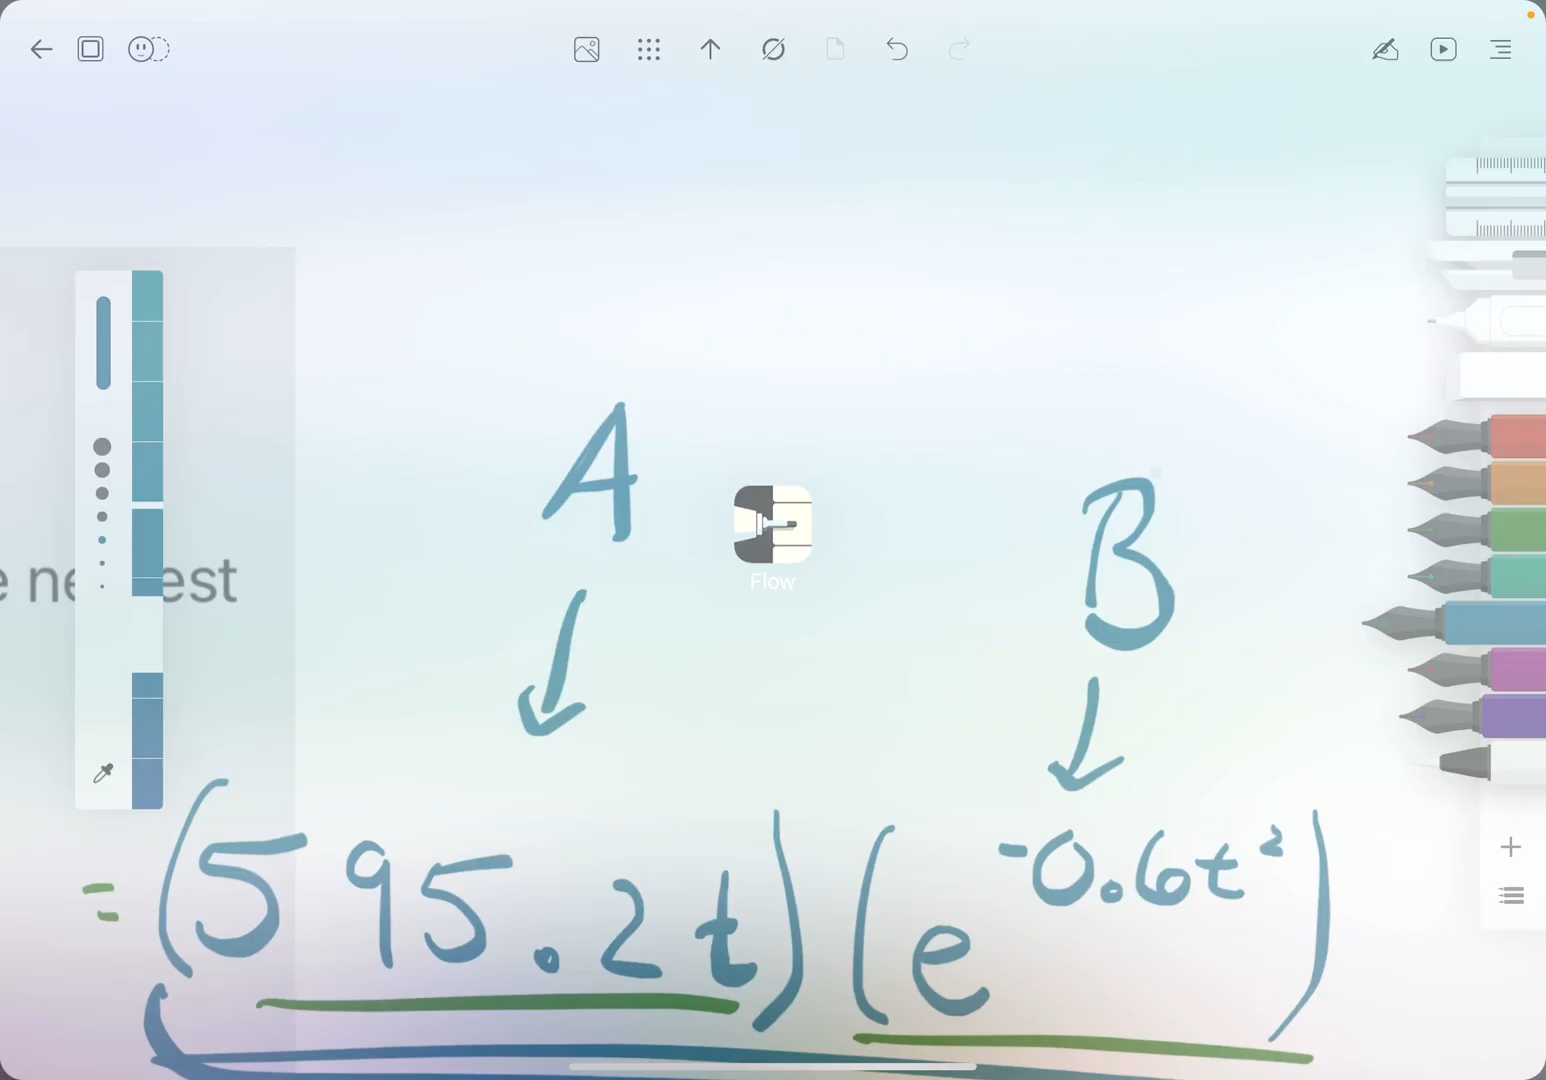 A
B
e ne est
Flow
= (595.2t)(e^-0.6t²)